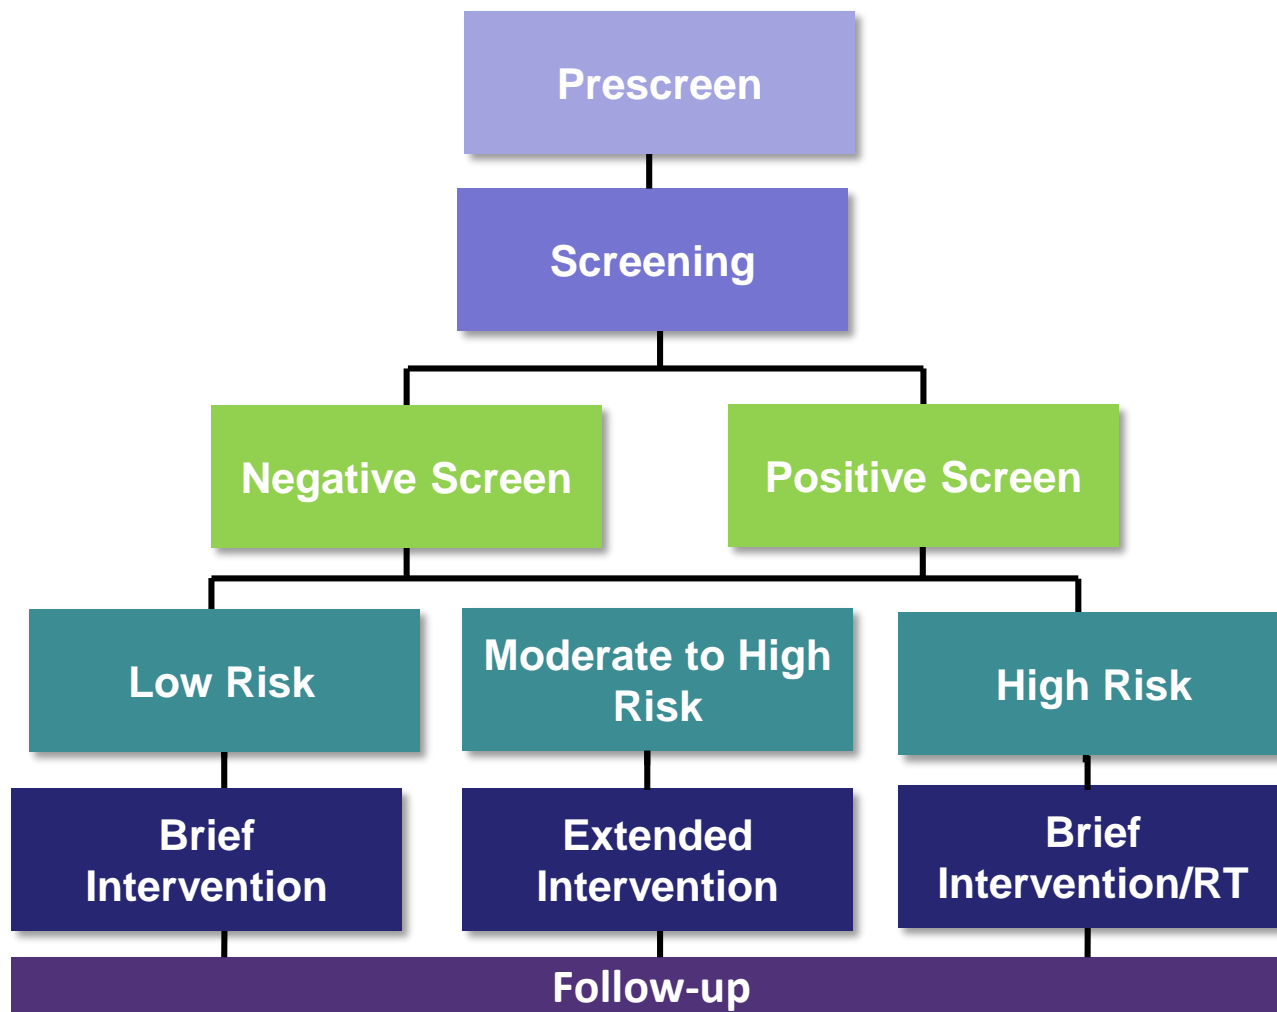 Prescreen
Screening
Negative Screen
Positive Screen
Low Risk
Moderate to High
Risk
High Risk
Brief
Intervention
Extended
Intervention
Brief
Intervention/RT
Follow-up